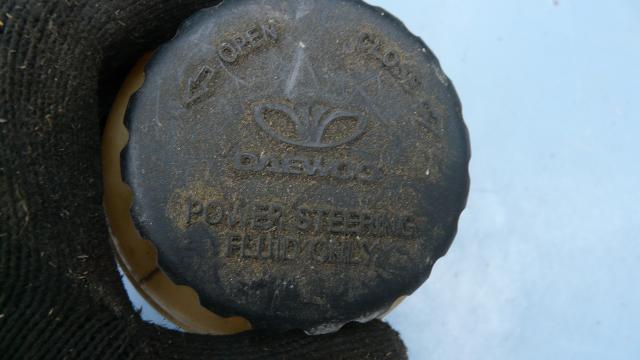 OPEN CLOSE
DAEWOO
POWER STEERING
FLUID ONLY